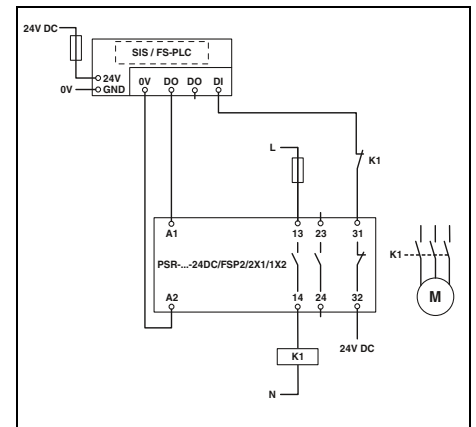 24V DC
SIS / FS-PLC
24V
0V
GND
0V DO DO DI
L
K1
A1 13 23 31
PSR-...-24DC/FSP2/2X1/1X2
K1
M
A2 14 24 32
24V DC
K1
N